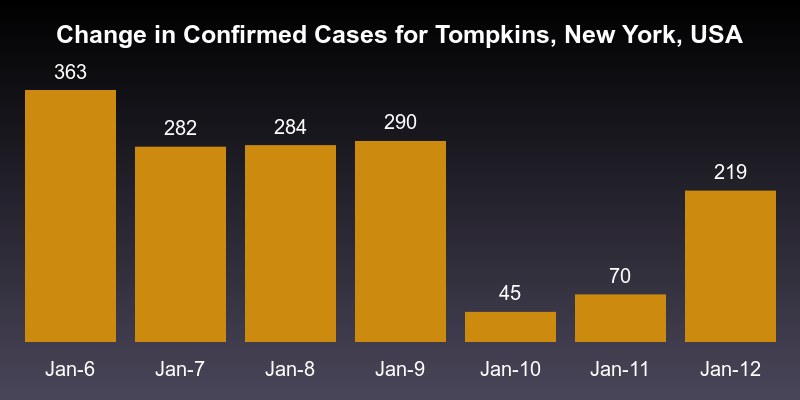 Change in Confirmed Cases for Tompkins, New York, USA
363
282
284
290
45
70
219
Jan-6
Jan-7
Jan-8
Jan-9
Jan-10
Jan-11
Jan-12